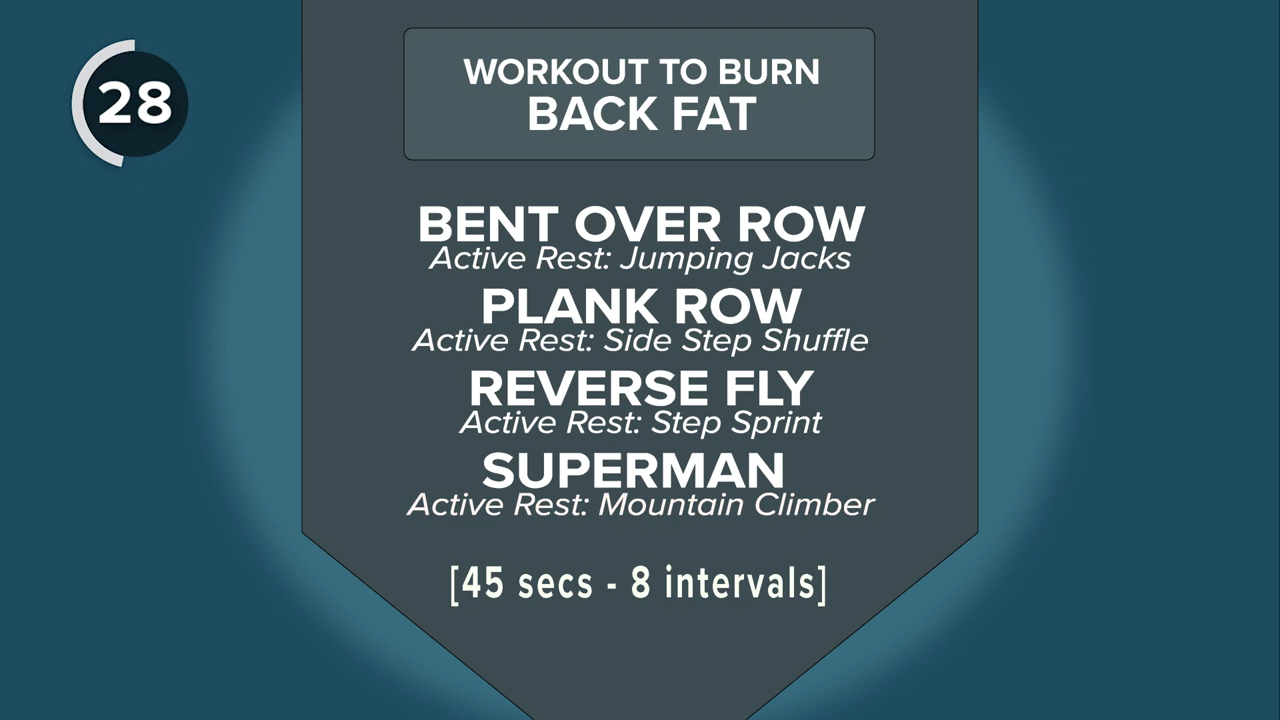 28
WORKOUT TO BURN
BACK FAT
BENT OVER ROW
Active Rest: Jumping Jacks
PLANK ROW
Active Rest: Side Step Shuffle
REVERSE FLY
Active Rest: Step Sprint
SUPERMAN
Active Rest: Mountain Climber
[45 secs - 8 intervals]